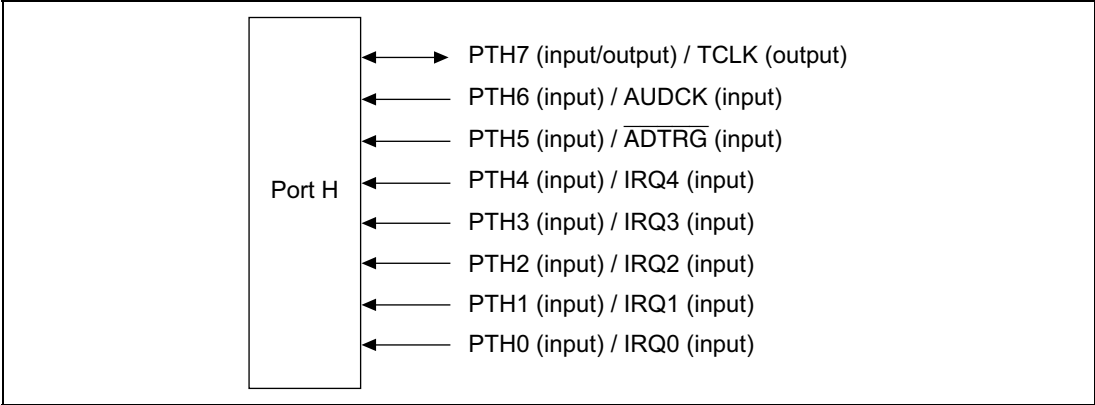 Port H
PTH7 (input/output) / TCLK (output)
PTH6 (input) / AUDCK (input)
PTH5 (input) / A̅D̅T̅R̅G̅ (input)
PTH4 (input) / IRQ4 (input)
PTH3 (input) / IRQ3 (input)
PTH2 (input) / IRQ2 (input)
PTH1 (input) / IRQ1 (input)
PTH0 (input) / IRQ0 (input)